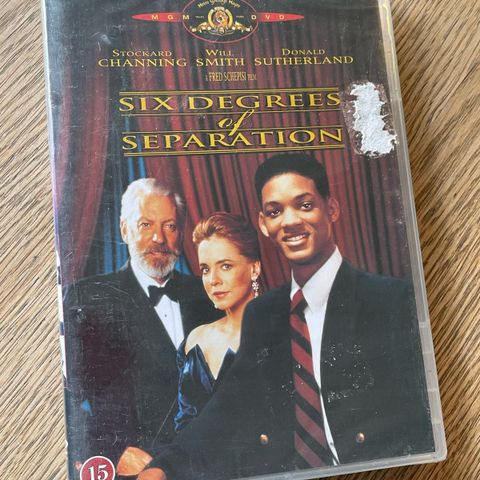 MGM DVD
STOCKARD CHANNING
WILL SMITH
DONALD SUTHERLAND
A FRED SCHEPISI FILM
SIX DEGREES
of
SEPARATION
15